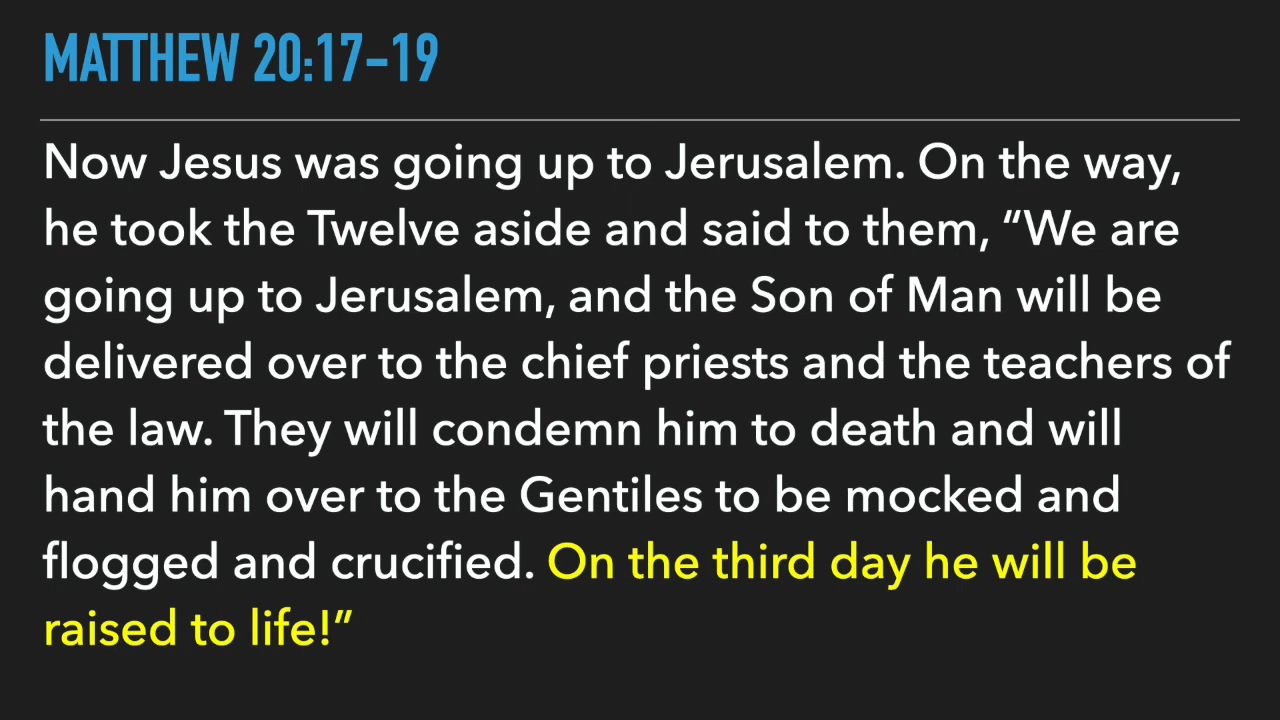 MATTHEW 20:17–19
Now Jesus was going up to Jerusalem. On the way,
he took the Twelve aside and said to them, “We are
going up to Jerusalem, and the Son of Man will be
delivered over to the chief priests and the teachers of
the law. They will condemn him to death and will
hand him over to the Gentiles to be mocked and
flogged and crucified. On the third day he will be
raised to life!”